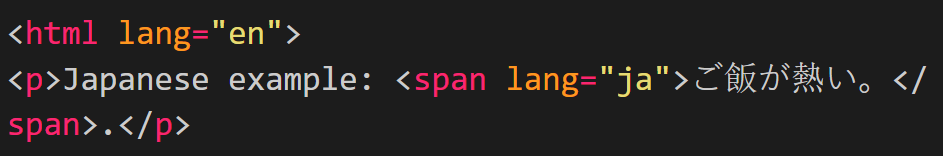 <html lang="en">
<p>Japanese example: <span lang="ja">ご飯が熱い。</
span>.</p>